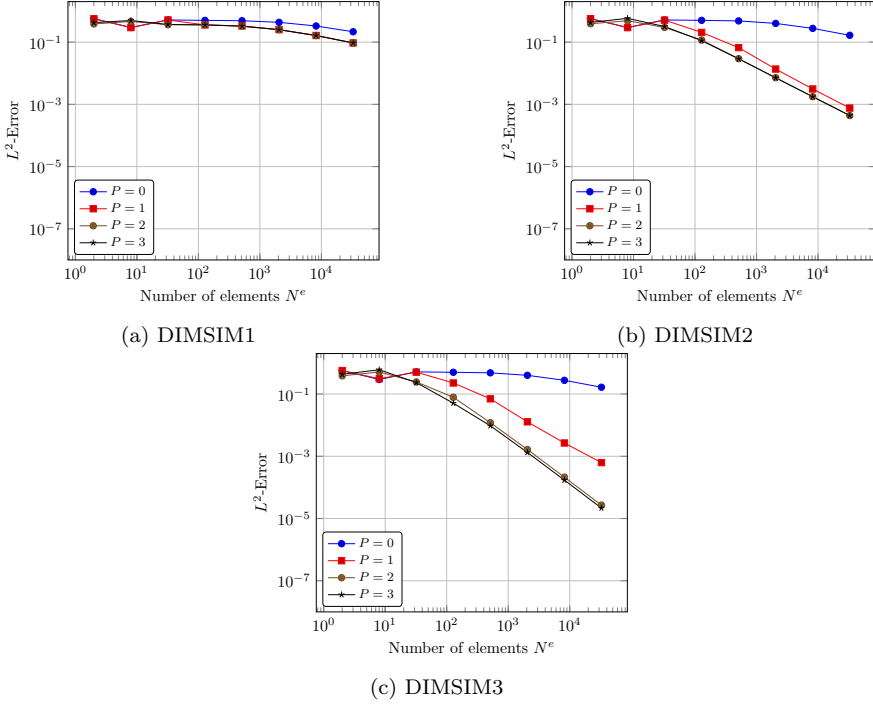 10^{-1}
10^{-3}
10^{-5}
10^{-7}
L^2-Error
P = 0
P = 1
P = 2
P = 3
10^0 10^1 10^2 10^3 10^4
Number of elements N^e
(a) DIMSIM1
10^{-1}
10^{-3}
10^{-5}
10^{-7}
L^2-Error
P = 0
P = 1
P = 2
P = 3
10^0 10^1 10^2 10^3 10^4
Number of elements N^e
(b) DIMSIM2
10^{-1}
10^{-3}
10^{-5}
10^{-7}
L^2-Error
P = 0
P = 1
P = 2
P = 3
10^0 10^1 10^2 10^3 10^4
Number of elements N^e
(c) DIMSIM3